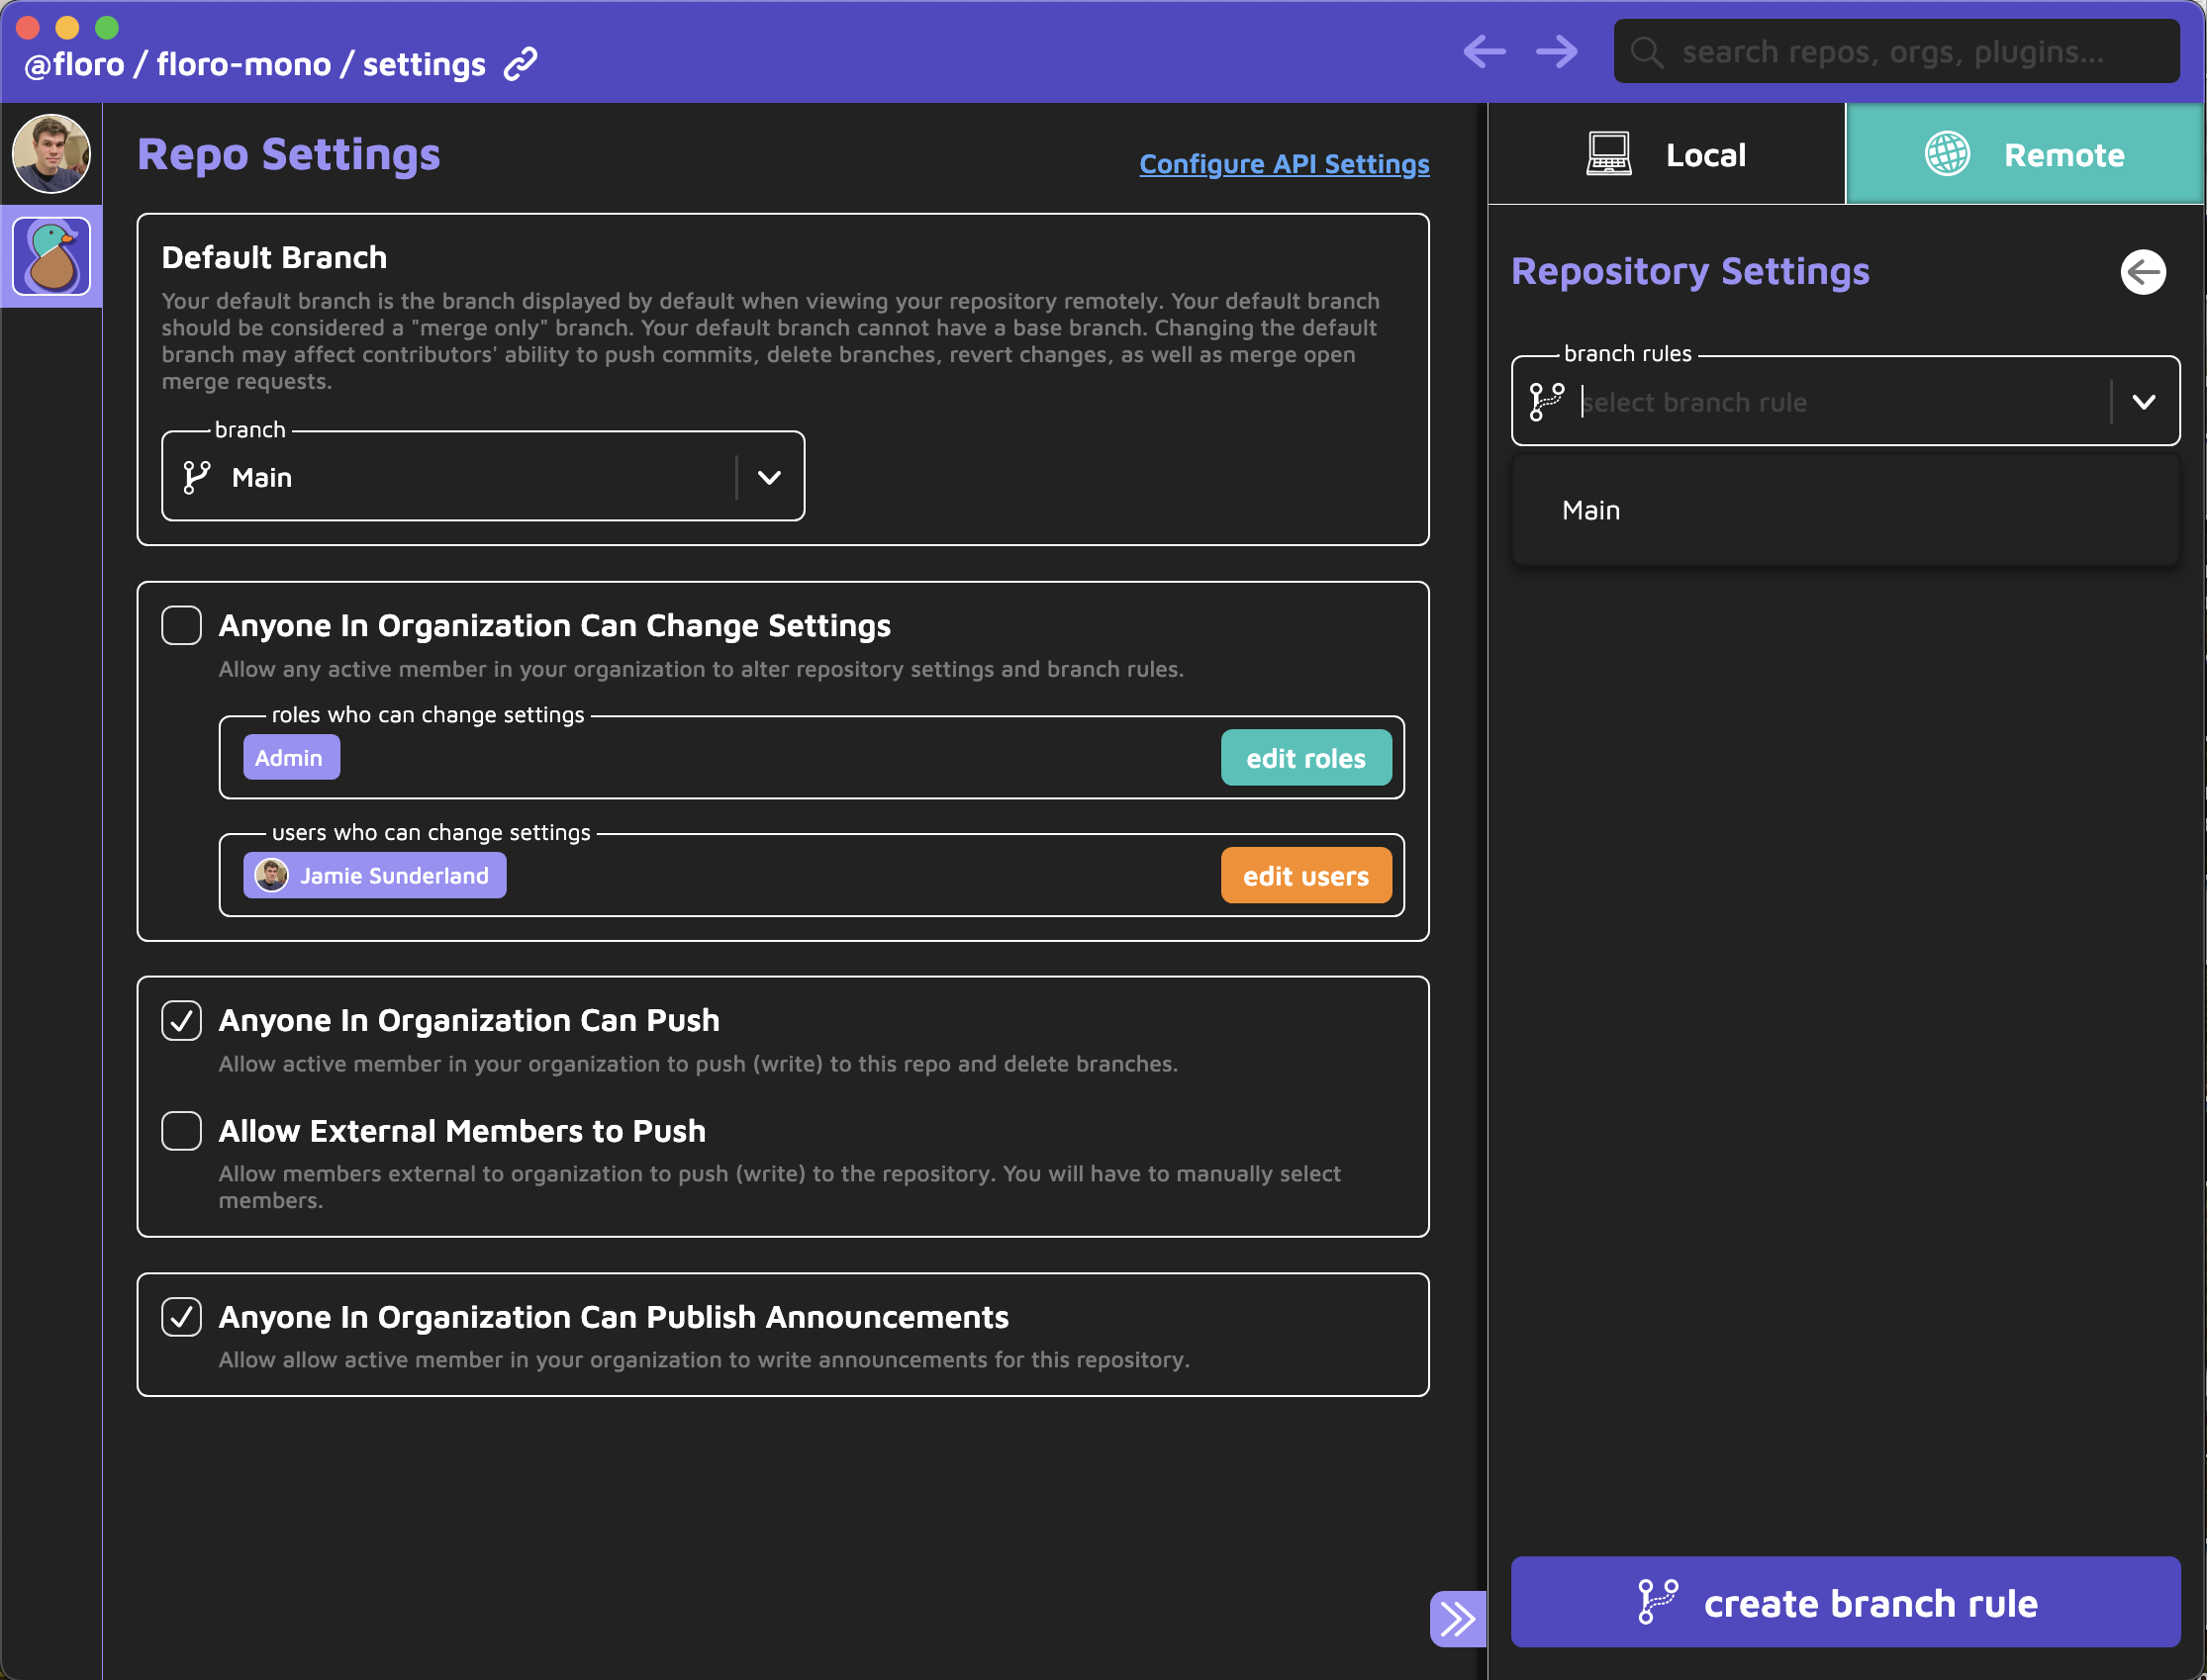 @floro / floro-mono / settings
search repos, orgs, plugins...
Repo Settings
Configure API Settings
Default Branch
Your default branch is the branch displayed by default when viewing your repository remotely. Your default branch
should be considered a "merge only" branch. Your default branch cannot have a base branch. Changing the default
branch may affect contributors' ability to push commits, delete branches, revert changes, as well as merge open
merge requests.
branch
Main
Anyone In Organization Can Change Settings
Allow any active member in your organization to alter repository settings and branch rules.
roles who can change settings
Admin
edit roles
users who can change settings
Jamie Sunderland
edit users
Anyone In Organization Can Push
Allow active member in your organization to push (write) to this repo and delete branches.
Allow External Members to Push
Allow members external to organization to push (write) to the repository. You will have to manually select
members.
Anyone In Organization Can Publish Announcements
Allow allow active member in your organization to write announcements for this repository.
Local
Remote
Repository Settings
branch rules
select branch rule
Main
create branch rule